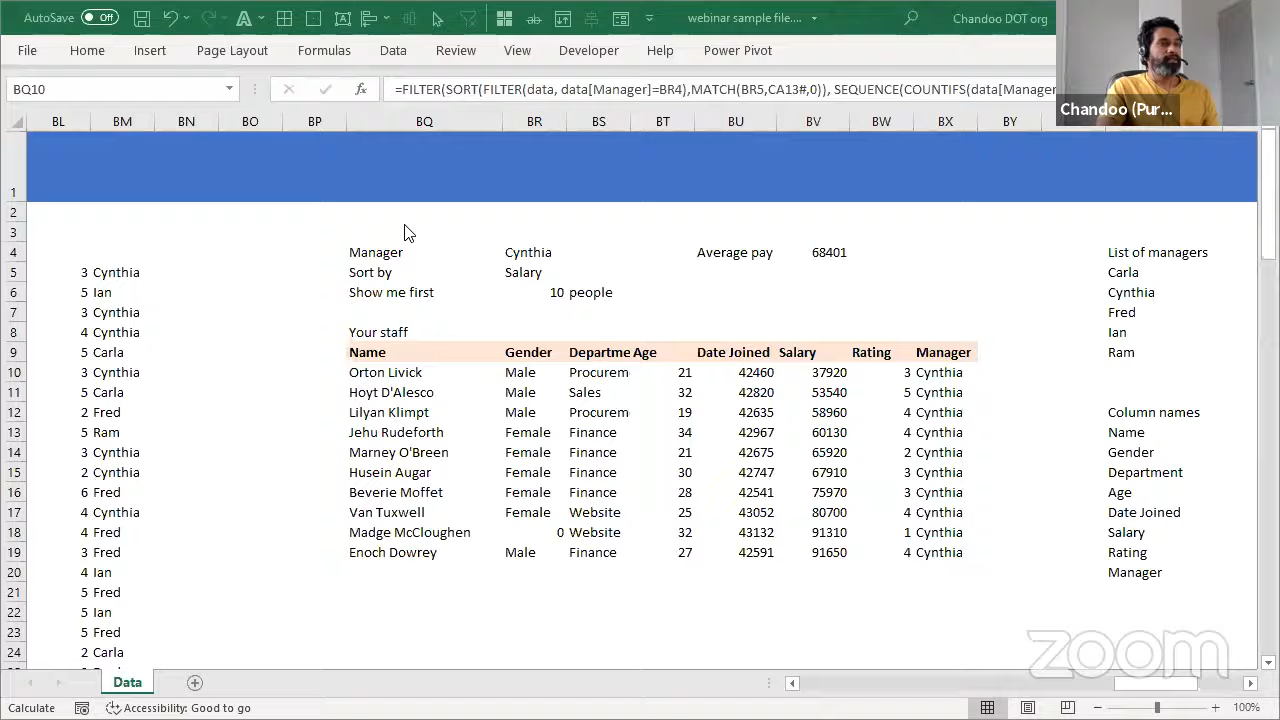 AutoSave Off webinar sample file.... Chandoo DOT org
File Home Insert Page Layout Formulas Data Review View Developer Help Power Pivot
Chandoo (Pur...
BQ10 fx =FILTER(SORT(FILTER(data, data[Manager]=BR4),MATCH(BR5,CA13#,0)), SEQUENCE(COUNTIFS(data[Manager
BL BM BN BO BP BQ BR BS BT BU BV BW BX BY
1
2
3
4 Manager Cynthia Average pay 68401 List of managers
5 3 Cynthia Sort by Salary Carla
6 5 Ian Show me first 10 people Cynthia
7 3 Cynthia Fred
8 4 Cynthia Your staff Ian
9 5 Carla Name Gender Departme Age Date Joined Salary Rating Manager Ram
10 3 Cynthia Orton Livick Male Procurem 21 42460 37920 3 Cynthia
11 5 Carla Hoyt D'Alesco Male Sales 32 42820 53540 5 Cynthia
12 2 Fred Lilyan Klimpt Male Procurem 19 42635 58960 4 Cynthia Column names
13 5 Ram Jehu Rudeforth Female Finance 34 42967 60130 4 Cynthia Name
14 3 Cynthia Marney O'Breen Female Finance 21 42675 65920 2 Cynthia Gender
15 2 Cynthia Husein Augar Female Finance 30 42747 67910 3 Cynthia Department
16 6 Fred Beverie Moffet Female Finance 28 42541 75970 3 Cynthia Age
17 4 Cynthia Van Tuxwell Female Website 25 43052 80700 4 Cynthia Date Joined
18 4 Fred Madge McCloughen 0 Website 32 43132 91310 1 Cynthia Salary
19 3 Fred Enoch Dowrey Male Finance 27 42591 91650 4 Cynthia Rating
20 4 Ian Manager
21 5 Fred
22 5 Ian
23 5 Fred
24 2 Carla
zoom
Data
Calculate Accessibility: Good to go 100%